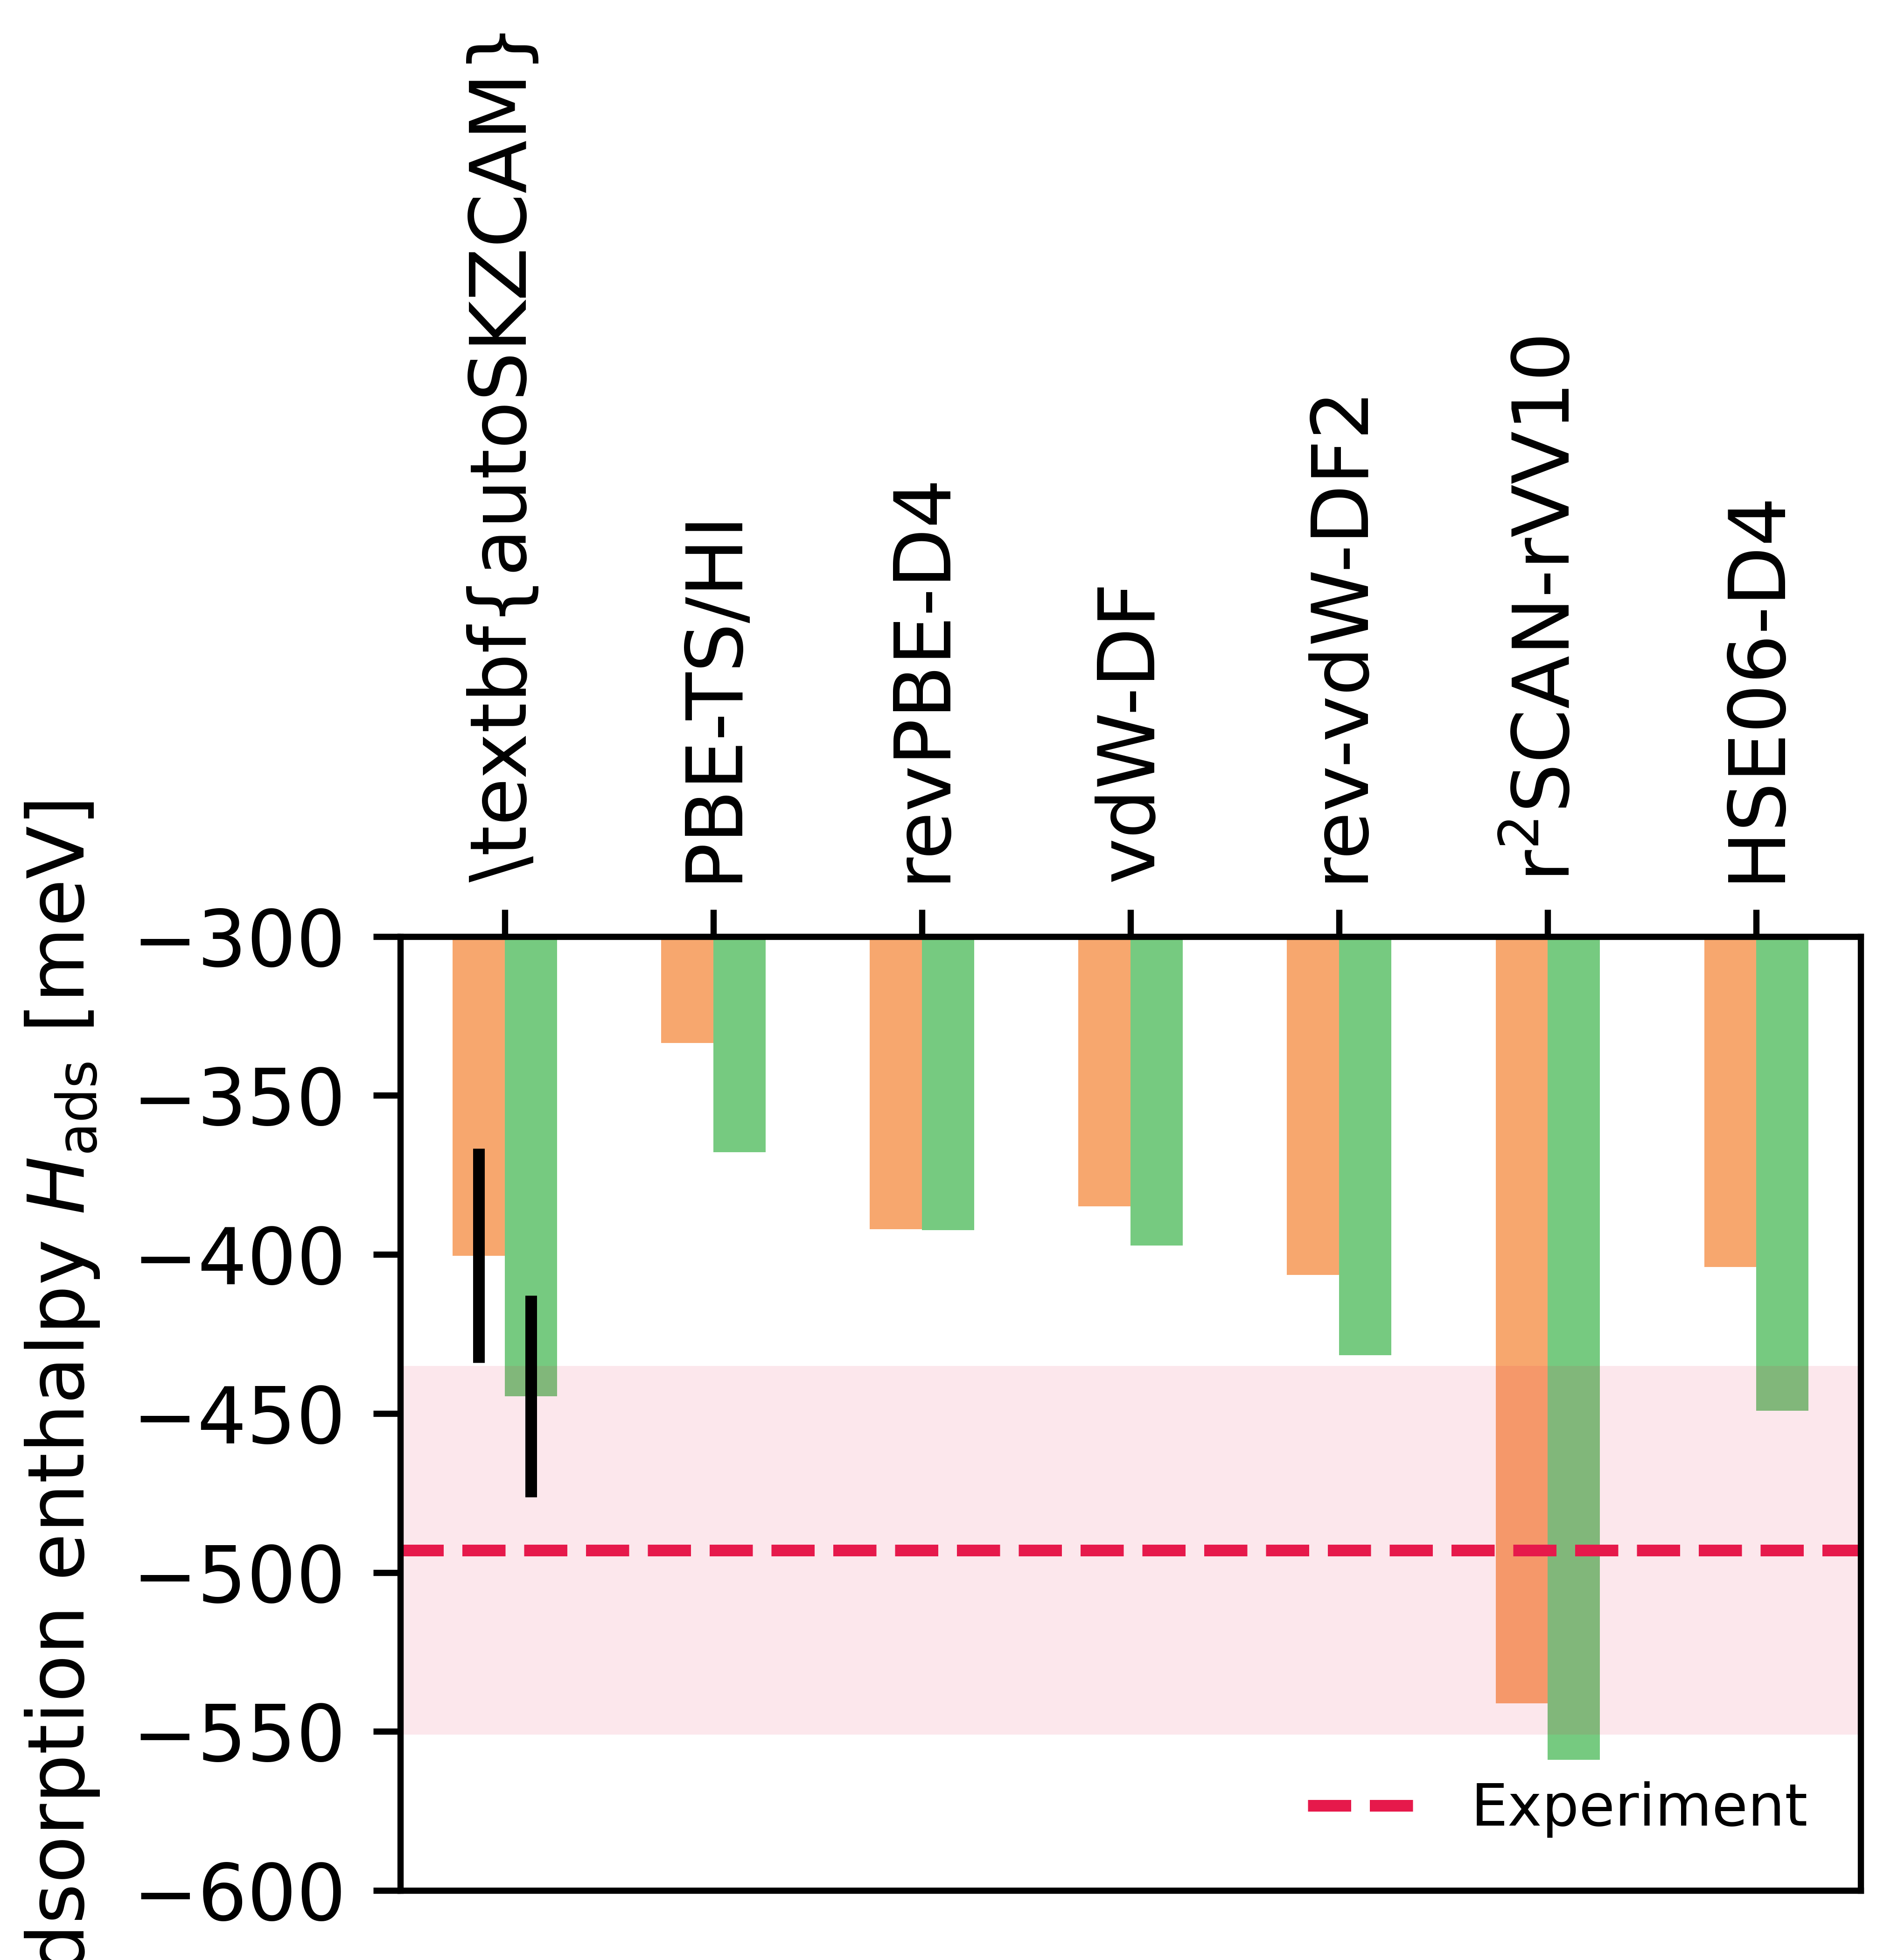 \textbf{autoSKZCAM}
PBE-TS/HI
revPBE-D4
vdW-DF
rev-vdW-DF2
r²SCAN-rVV10
HSE06-D4
dsorption enthalpy H_ads [meV]
−300
−350
−400
−450
−500
−550
−600
Experiment